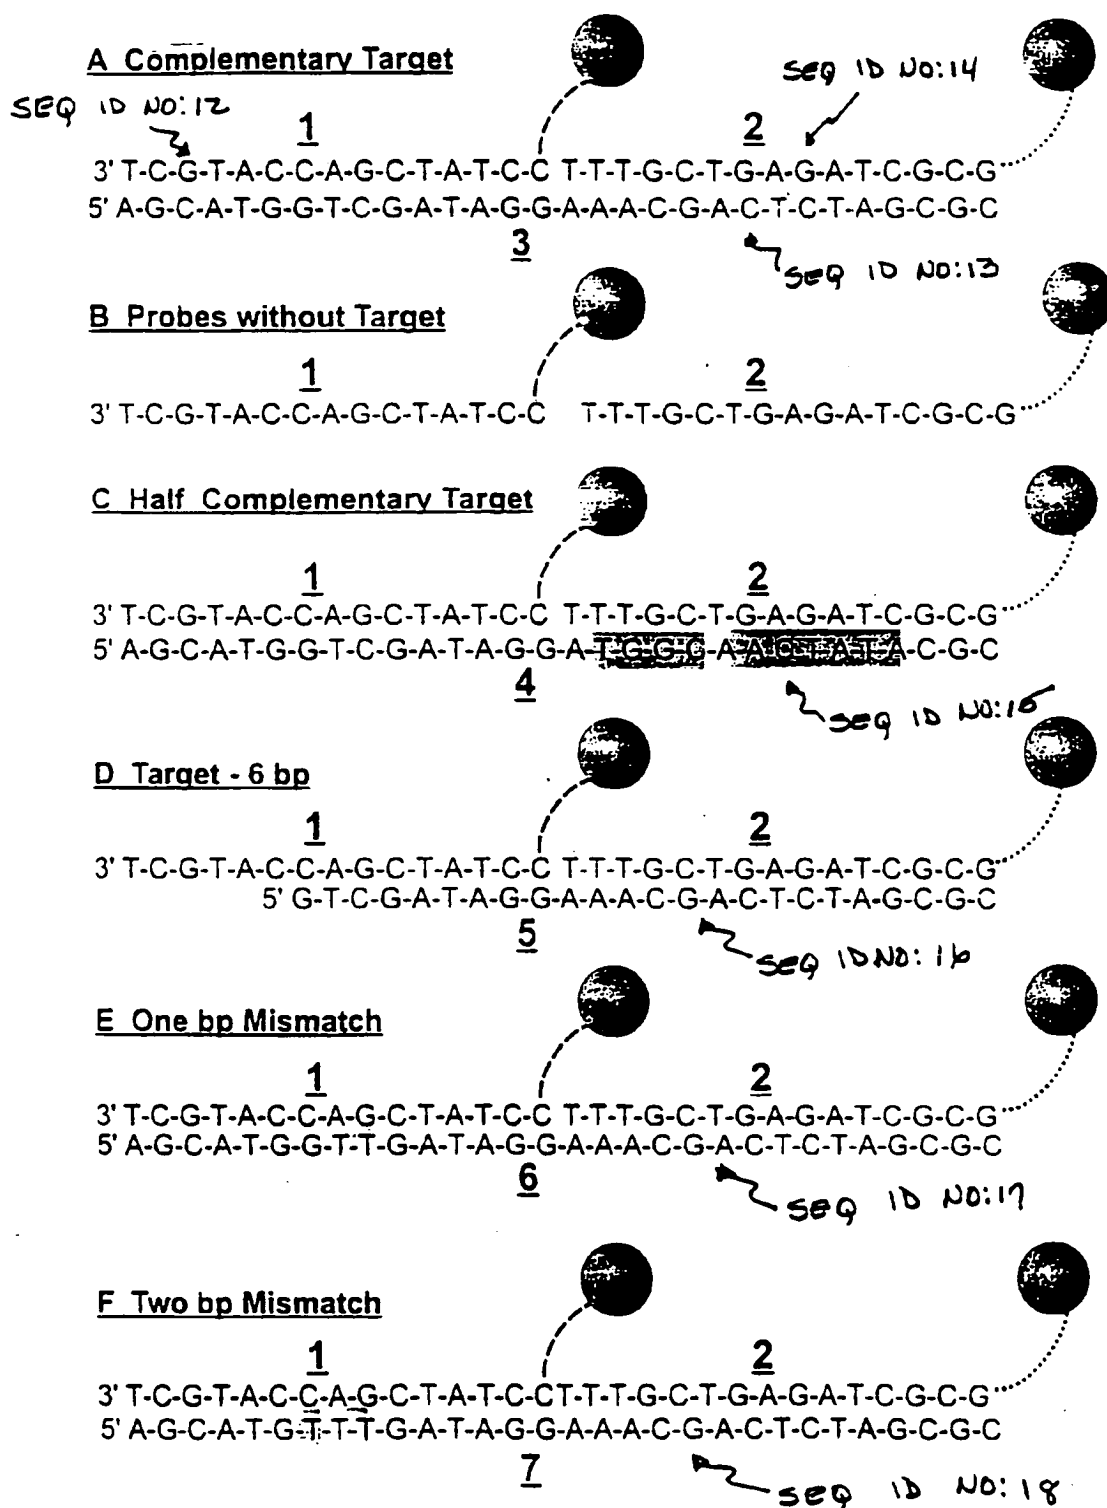 A Complementary Target
SEQ ID NO:14
SEQ ID NO:12
1 2
3' T-C-G-T-A-C-C-A-G-C-T-A-T-C-C T-T-T-G-C-T-G-A-G-A-T-C-G-C-G
5' A-G-C-A-T-G-G-T-C-G-A-T-A-G-G-A-A-A-C-G-A-C-T-C-T-A-G-C-G-C
3
SEQ ID NO:13
B Probes without Target
1 2
3' T-C-G-T-A-C-C-A-G-C-T-A-T-C-C T-T-T-G-C-T-G-A-G-A-T-C-G-C-G
C Half Complementary Target
1 2
3' T-C-G-T-A-C-C-A-G-C-T-A-T-C-C T-T-T-G-C-T-G-A-G-A-T-C-G-C-G
5' A-G-C-A-T-G-G-T-C-G-A-T-A-G-G-A-T-G-G-C-A-A-C-T-A-T-A-C-G-C
4
SEQ ID NO:15
D Target - 6 bp
1 2
3' T-C-G-T-A-C-C-A-G-C-T-A-T-C-C T-T-T-G-C-T-G-A-G-A-T-C-G-C-G
5' G-T-C-G-A-T-A-G-G-A-A-A-C-G-A-C-T-C-T-A-G-C-G-C
5
SEQ ID NO:16
E One bp Mismatch
1 2
3' T-C-G-T-A-C-C-A-G-C-T-A-T-C-C T-T-T-G-C-T-G-A-G-A-T-C-G-C-G
5' A-G-C-A-T-G-G-T-T-G-A-T-A-G-G-A-A-A-C-G-A-C-T-C-T-A-G-C-G-C
6
SEQ ID NO:17
F Two bp Mismatch
1 2
3' T-C-G-T-A-C-C-A-G-C-T-A-T-C-C-T-T-T-G-C-T-G-A-G-A-T-C-G-C-G
5' A-G-C-A-T-G-T-T-T-G-A-T-A-G-G-A-A-A-C-G-A-C-T-C-T-A-G-C-G-C
7
SEQ ID NO:18